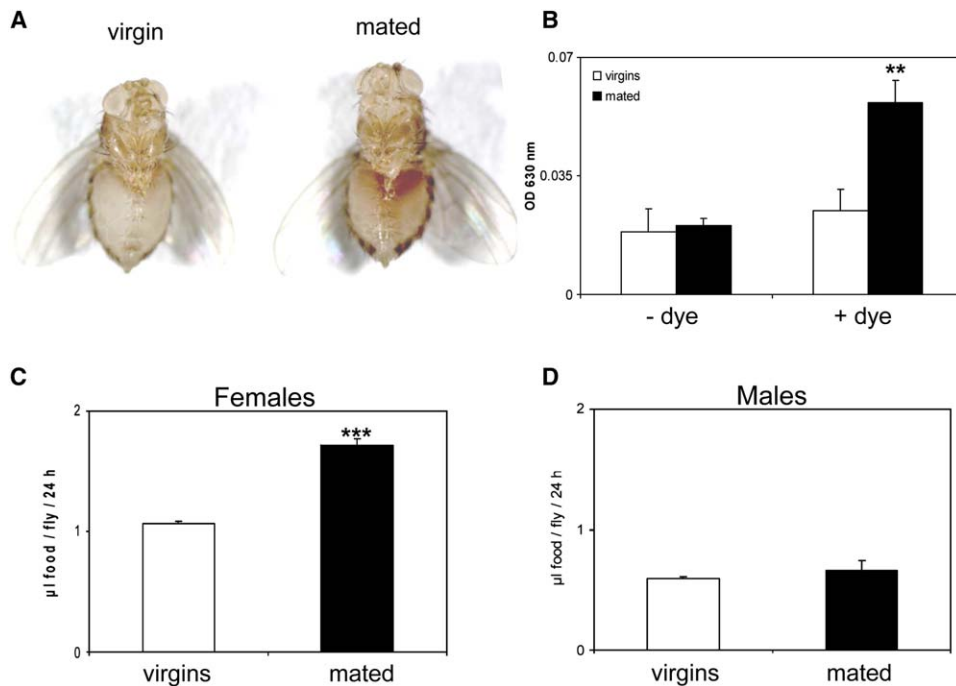 A
virgin
mated
B
0.07
**
virgins
mated
OD 630 nm
0.035
0
- dye
+ dye
C
Females
2
***
µl food / fly / 24 h
1
0
virgins
mated
D
Males
2
µl food / fly / 24 h
1
0
virgins
mated